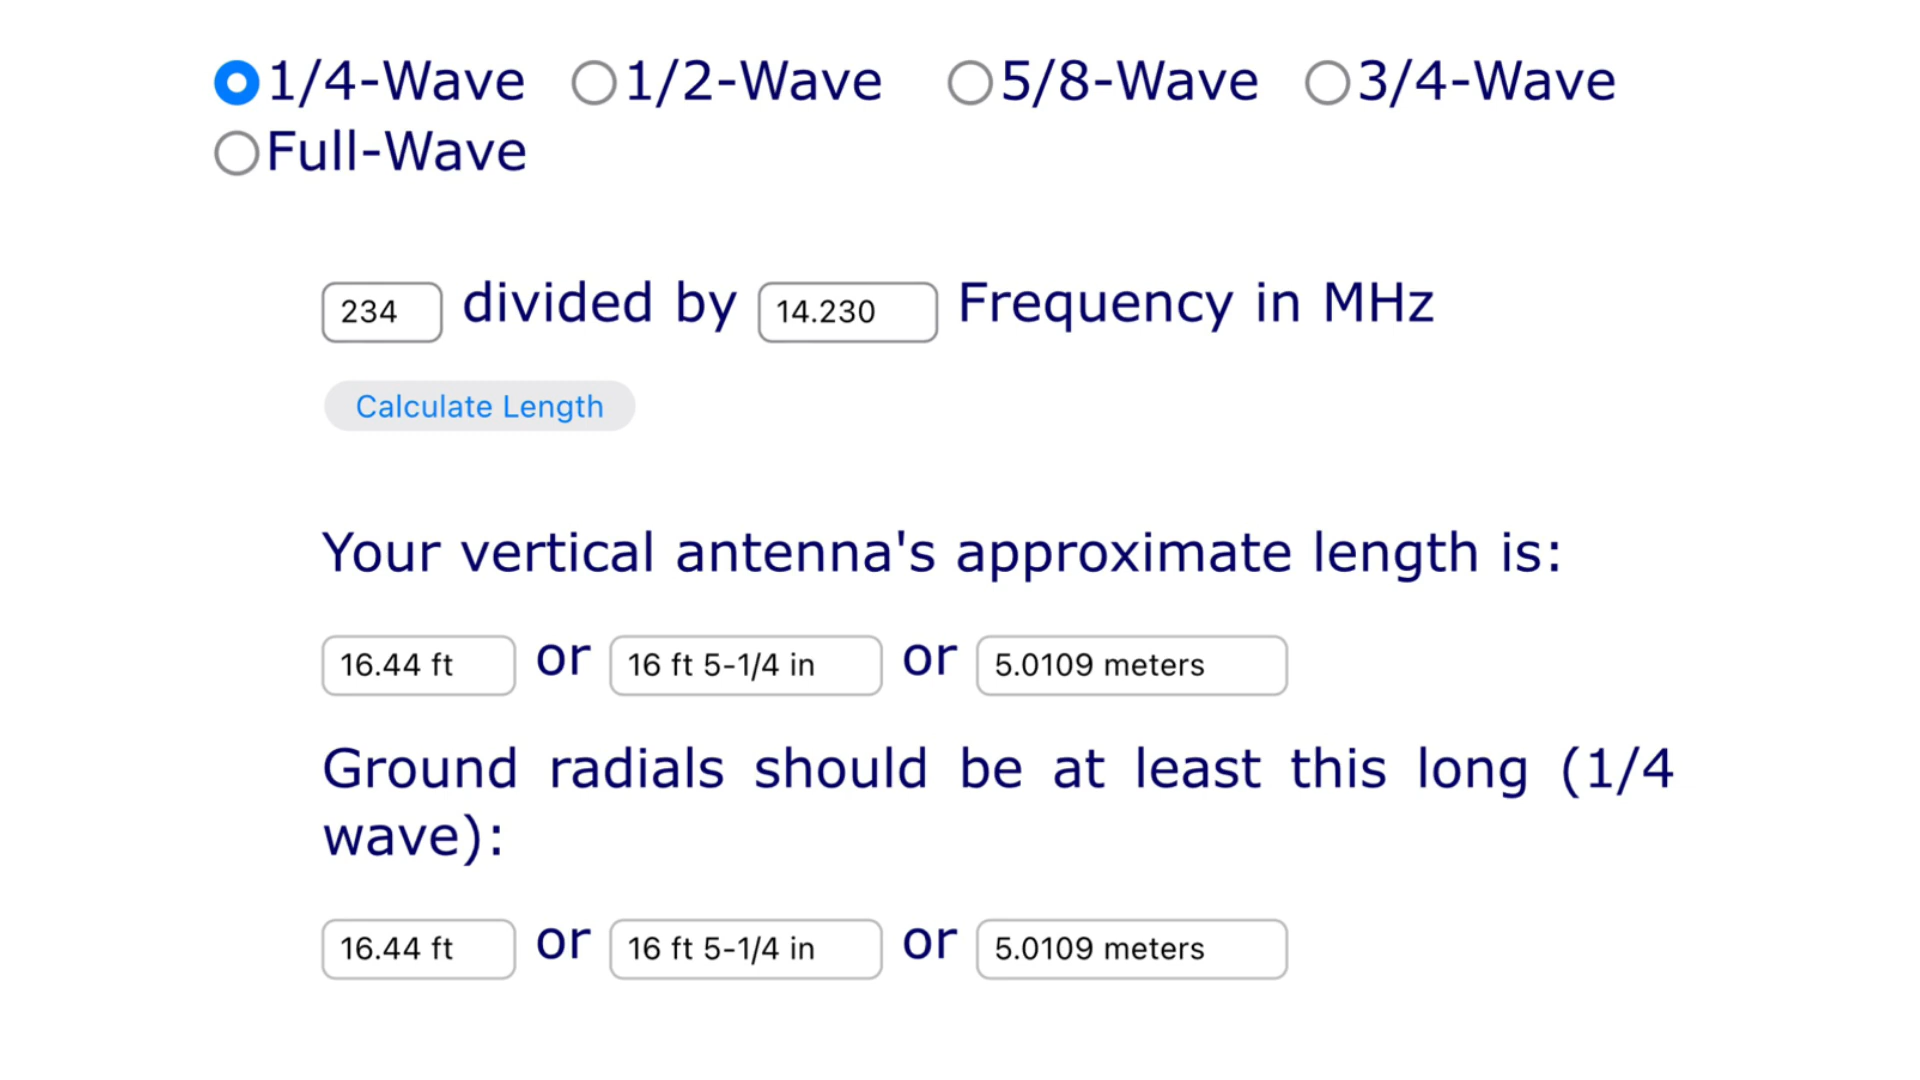 1/4-Wave 1/2-Wave 5/8-Wave 3/4-Wave
Full-Wave
234 divided by 14.230 Frequency in MHz
Calculate Length
Your vertical antenna's approximate length is:
16.44 ft or 16 ft 5-1/4 in or 5.0109 meters
Ground radials should be at least this long (1/4
wave):
16.44 ft or 16 ft 5-1/4 in or 5.0109 meters